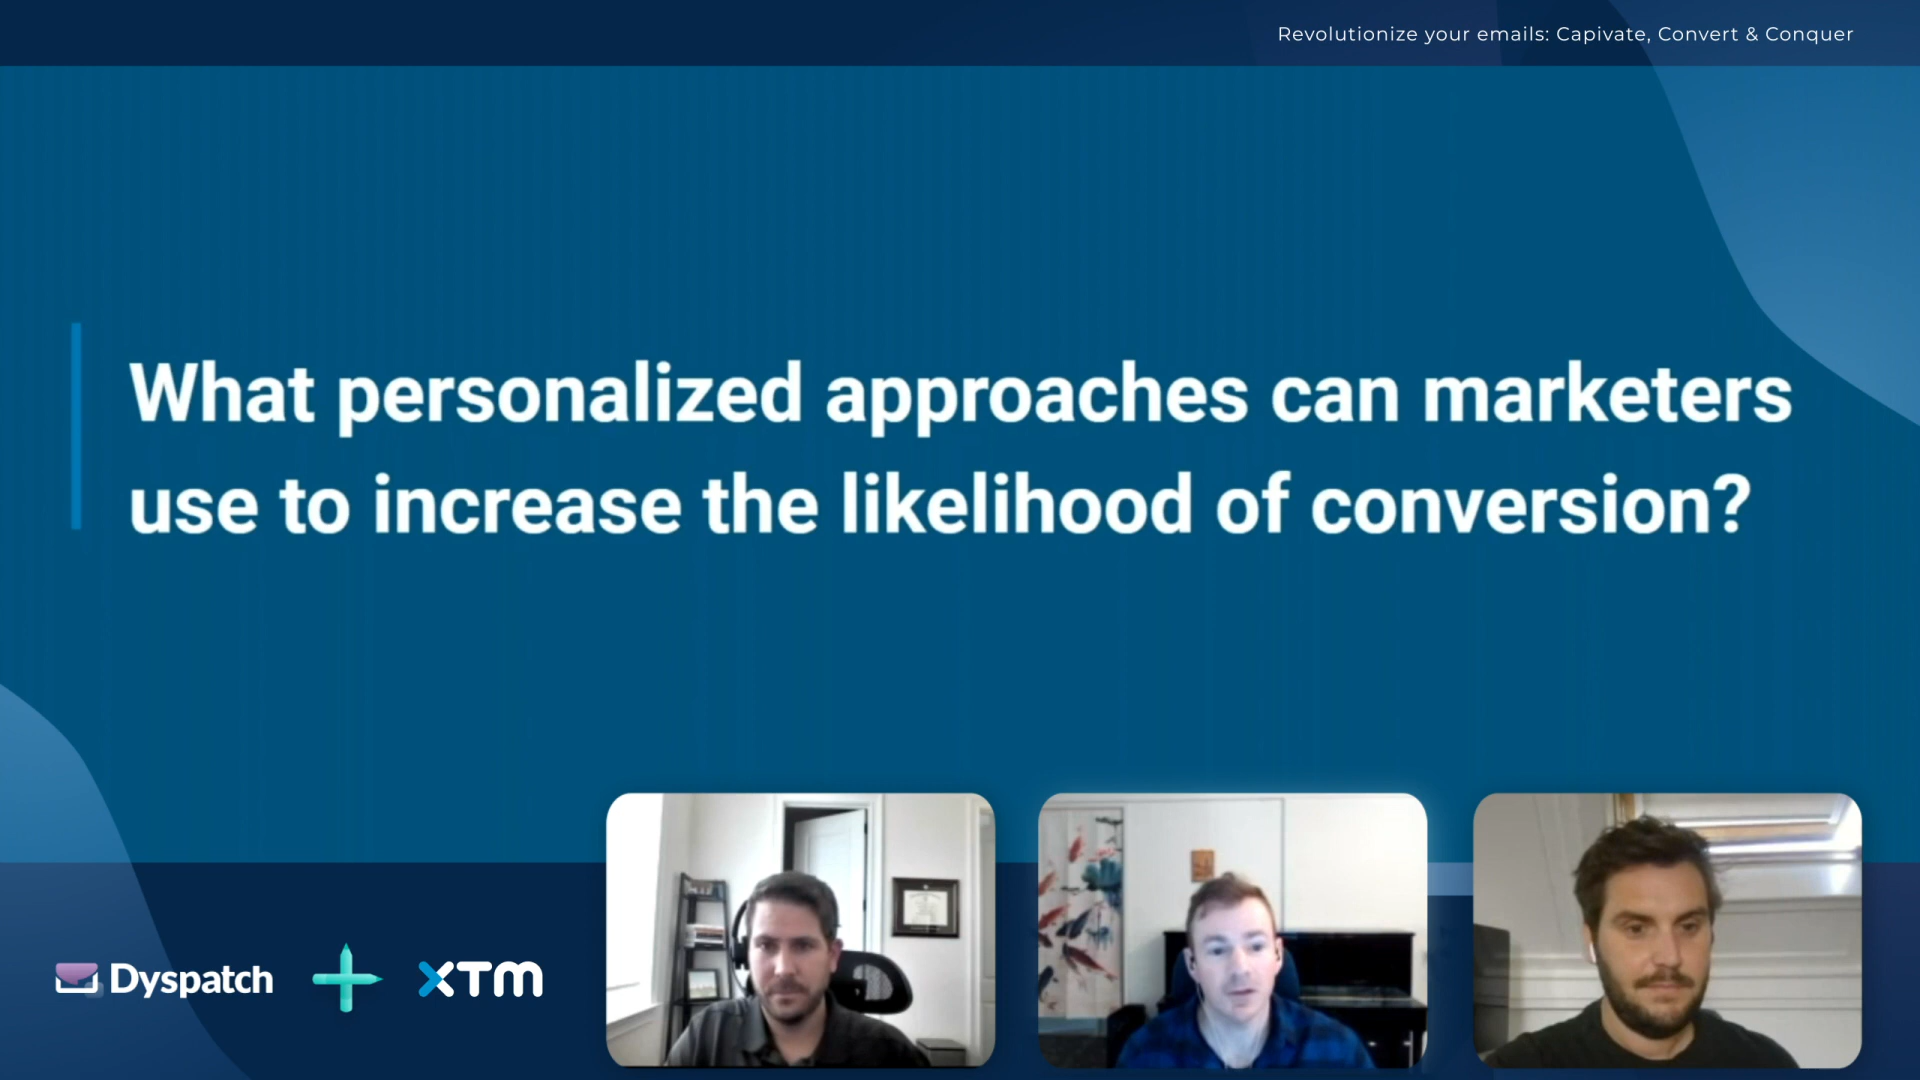 Revolutionize your emails: Capivate, Convert & Conquer
What personalized approaches can marketers
use to increase the likelihood of conversion?
Dyspatch
XTM